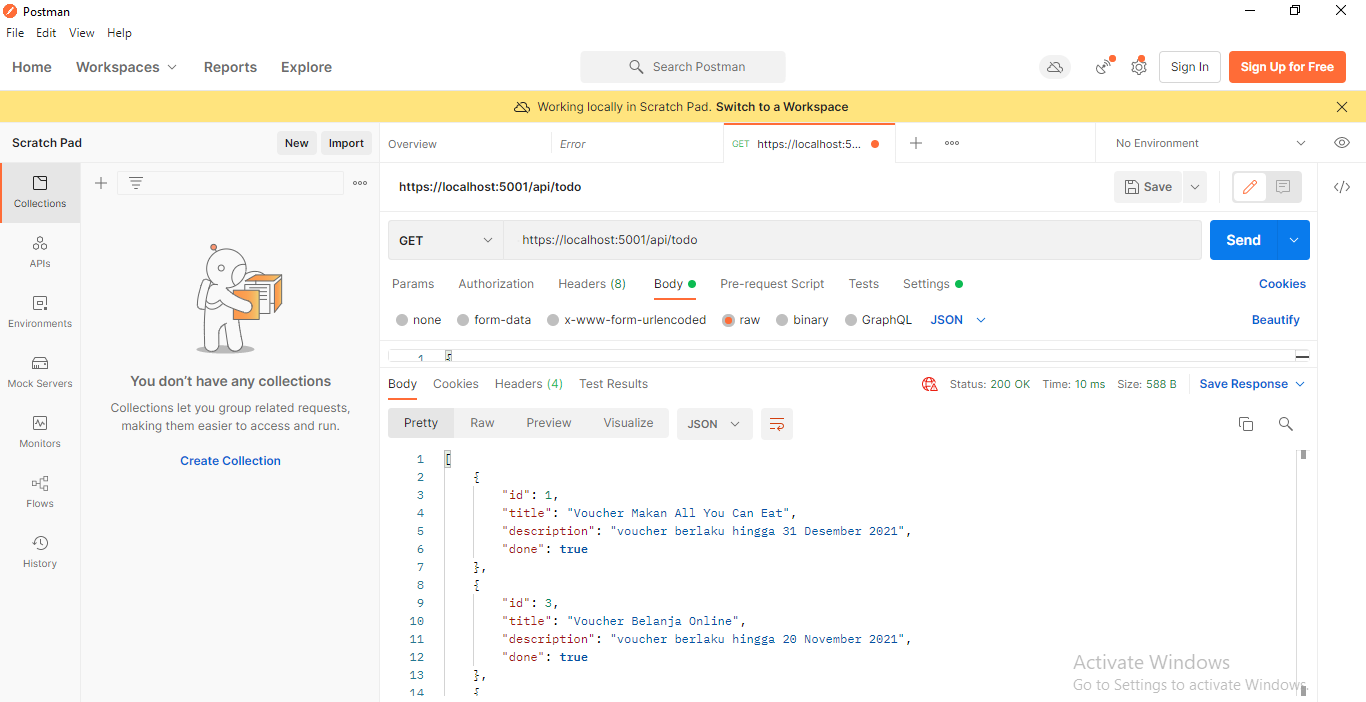 Postman
File Edit View Help
Home Workspaces Reports Explore Search Postman Sign In Sign Up for Free
Working locally in Scratch Pad. Switch to a Workspace
Scratch Pad New Import Overview Error GET https://localhost:5... No Environment
Collections
APIs
Environments
Mock Servers
Monitors
Flows
History
You don't have any collections
Collections let you group related requests,
making them easier to access and run.
Create Collection
https://localhost:5001/api/todo Save
GET https://localhost:5001/api/todo Send
Params Authorization Headers (8) Body Pre-request Script Tests Settings Cookies
none form-data x-www-form-urlencoded raw binary GraphQL JSON Beautify
1 {
Body Cookies Headers (4) Test Results Status: 200 OK Time: 10 ms Size: 588 B Save Response
Pretty Raw Preview Visualize JSON
1 [
2 {
3 "id": 1,
4 "title": "Voucher Makan All You Can Eat",
5 "description": "voucher berlaku hingga 31 Desember 2021",
6 "done": true
7 },
8 {
9 "id": 3,
10 "title": "Voucher Belanja Online",
11 "description": "voucher berlaku hingga 20 November 2021",
12 "done": true
13 },
14 {
Activate Windows
Go to Settings to activate Windows.